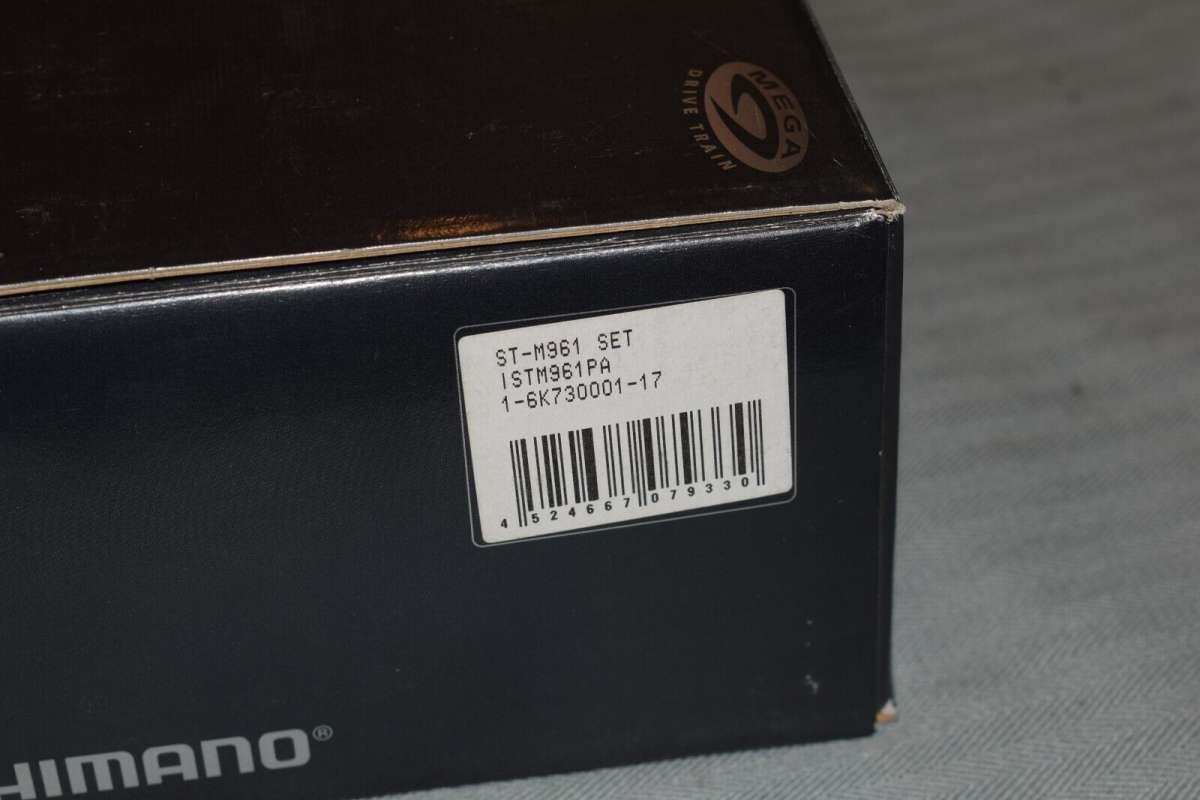 MEGA
DRIVE TRAIN
ST-M961 SET
ISTM961PA
1-6K730001-17
4 524667 079330
HIMANO®